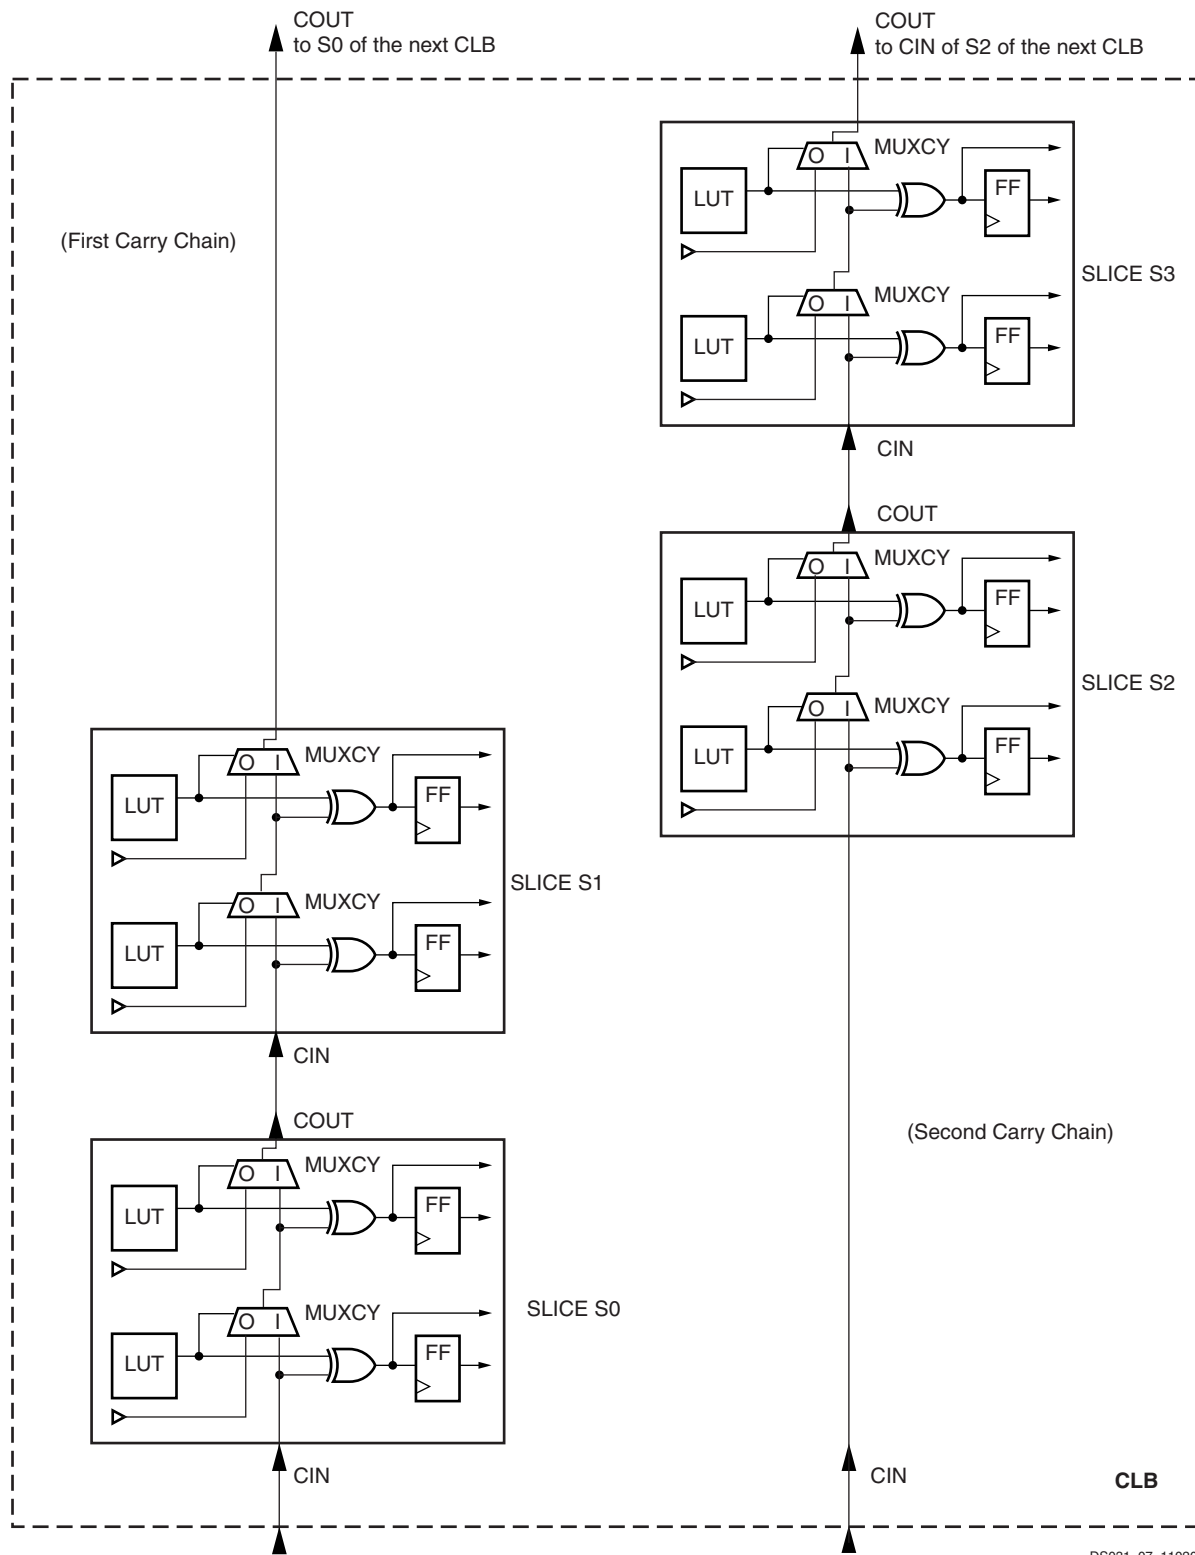 COUT
to S0 of the next CLB
COUT
to CIN of S2 of the next CLB
(First Carry Chain)
O I MUXCY
LUT
FF
O I MUXCY
LUT
FF
SLICE S3
CIN
COUT
O I MUXCY
LUT
FF
O I MUXCY
LUT
FF
SLICE S2
O I MUXCY
LUT
FF
O I MUXCY
LUT
FF
SLICE S1
CIN
COUT
(Second Carry Chain)
O I MUXCY
LUT
FF
O I MUXCY
LUT
FF
SLICE S0
CIN
CIN
CLB